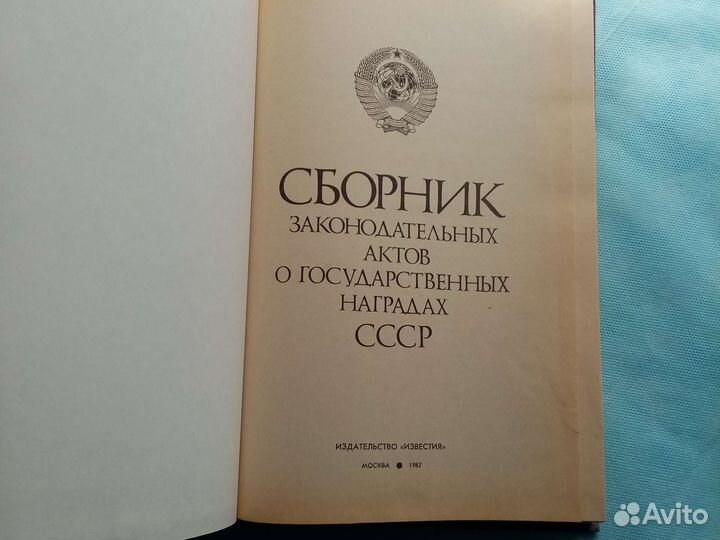 СБОРНИК
ЗАКОНОДАТЕЛЬНЫХ
АКТОВ
О ГОСУДАРСТВЕННЫХ
НАГРАДАХ
СССР
ИЗДАТЕЛЬСТВО «ИЗВЕСТИЯ»
МОСКВА ● 1987
Avito